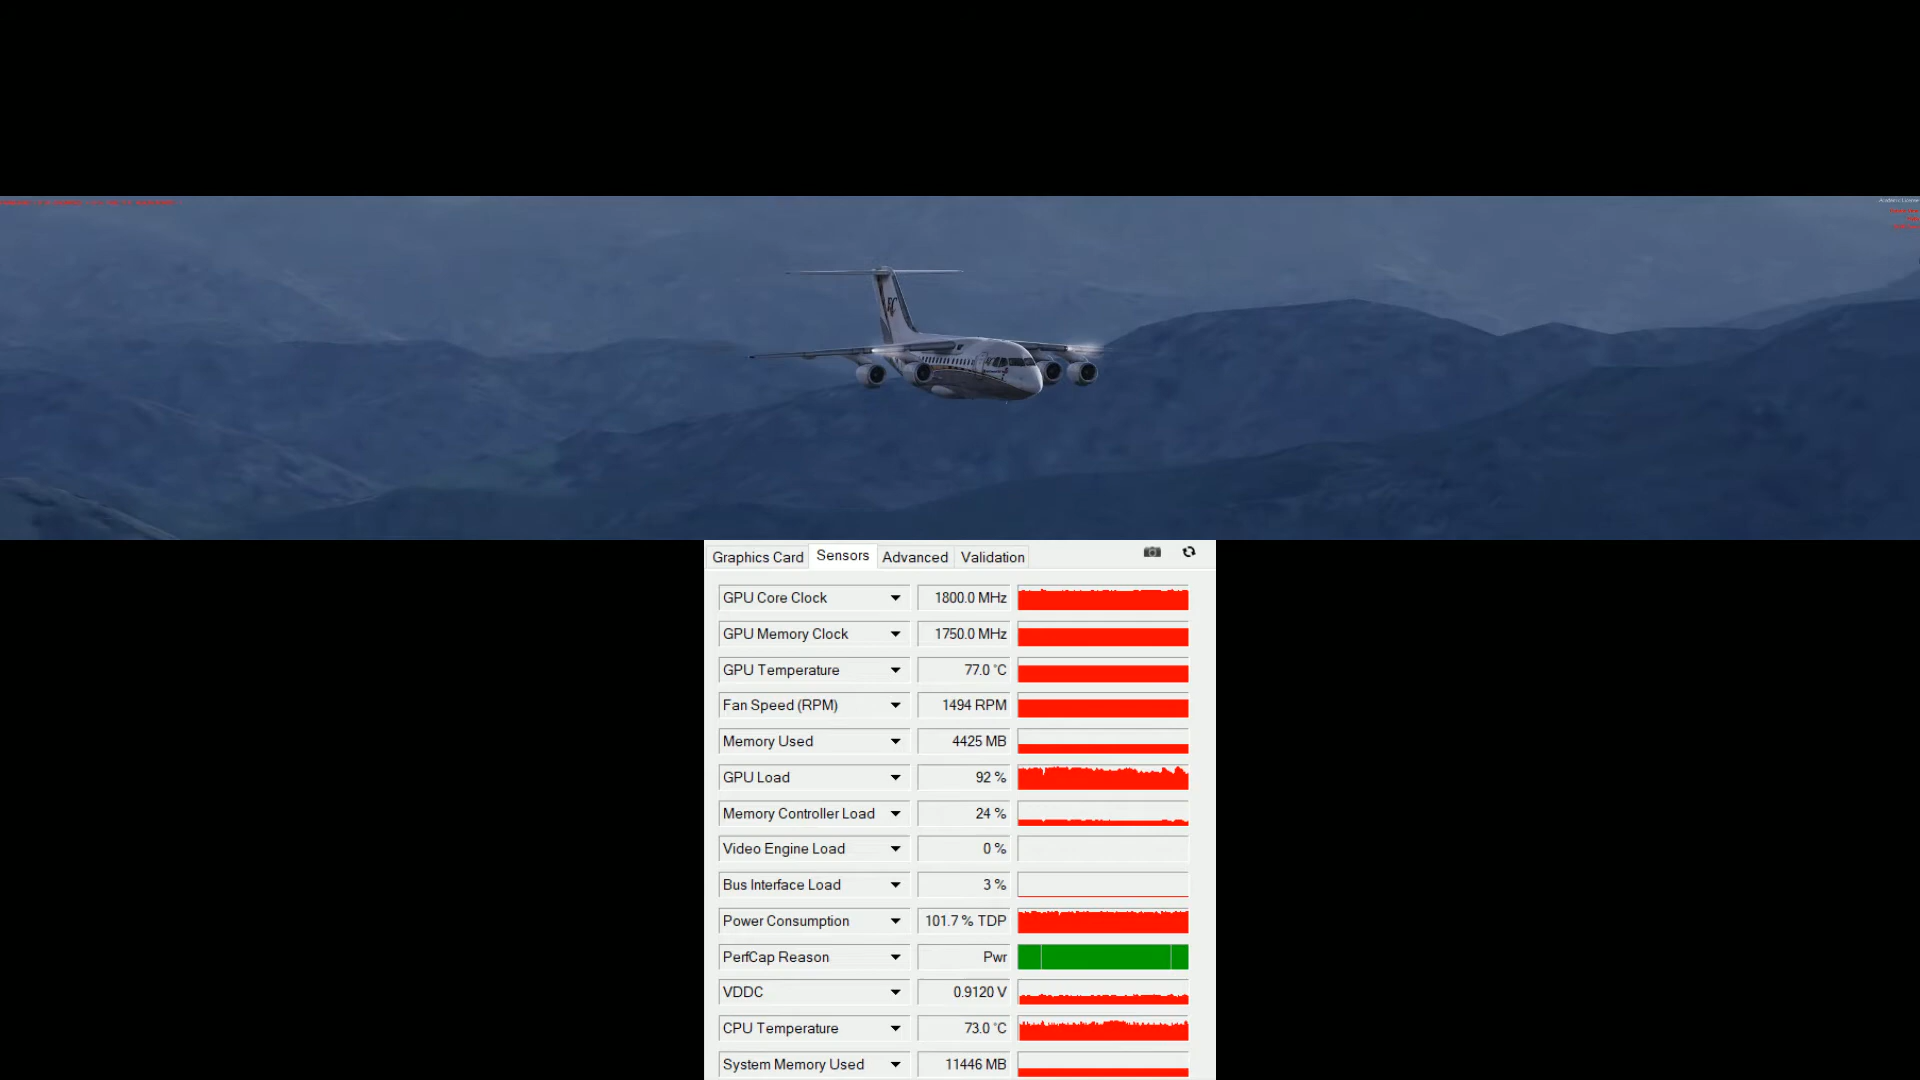 Academic License
Graphics Card Sensors Advanced Validation
GPU Core Clock 1800.0 MHz
GPU Memory Clock 1750.0 MHz
GPU Temperature 77.0 °C
Fan Speed (RPM) 1494 RPM
Memory Used 4425 MB
GPU Load 92 %
Memory Controller Load 24 %
Video Engine Load 0 %
Bus Interface Load 3 %
Power Consumption 101.7 % TDP
PerfCap Reason Pwr
VDDC 0.9120 V
CPU Temperature 73.0 °C
System Memory Used 11446 MB